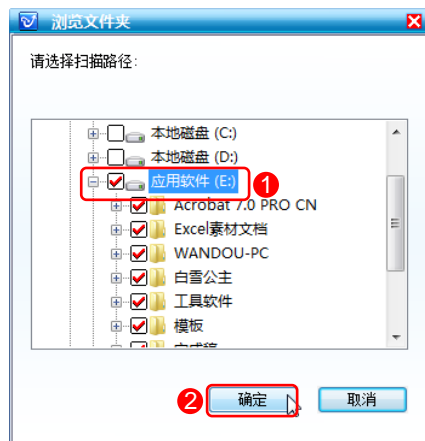 浏览文件夹
请选择扫描路径:
本地磁盘 (C:)
本地磁盘 (D:)
应用软件 (E:)
1
Acrobat 7.0 PRO CN
Excel素材文档
WANDOU-PC
白雪公主
工具软件
模板
2
确定
取消